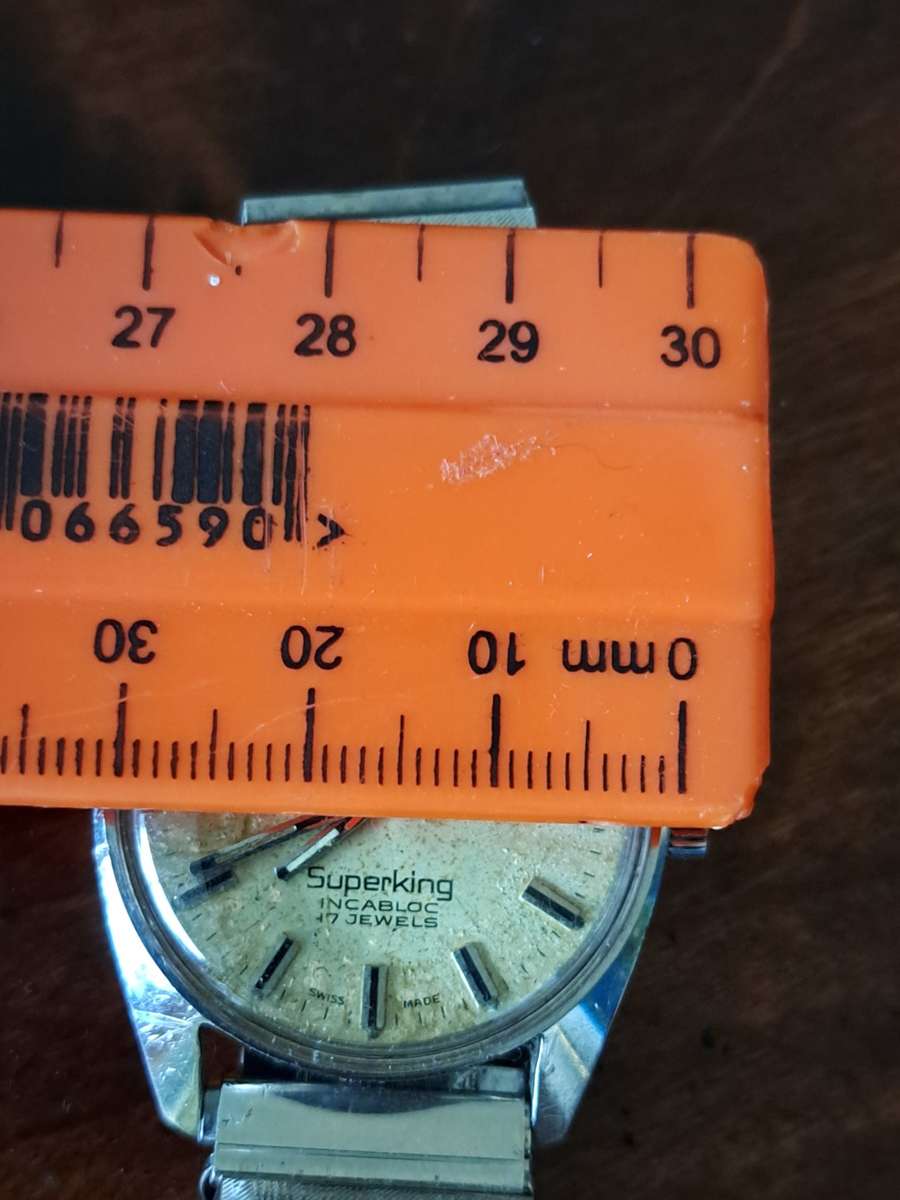 27 28 29 30
066590 >
30 20 10 0mm
Superking
INCABLOC
17 JEWELS
SWISS MADE